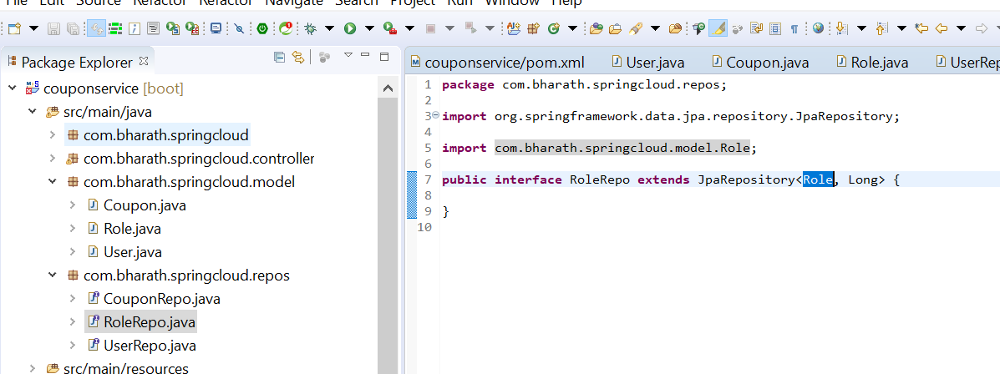 File Edit Source Refactor Refactor Navigate Search Project Run Window Help
Package Explorer
couponservice [boot]
src/main/java
com.bharath.springcloud
com.bharath.springcloud.controller
com.bharath.springcloud.model
Coupon.java
Role.java
User.java
com.bharath.springcloud.repos
CouponRepo.java
RoleRepo.java
UserRepo.java
src/main/resources
couponservice/pom.xml User.java Coupon.java Role.java UserRep
1 package com.bharath.springcloud.repos;
2
3 import org.springframework.data.jpa.repository.JpaRepository;
4
5 import com.bharath.springcloud.model.Role;
6
7 public interface RoleRepo extends JpaRepository<Role, Long> {
8
9 }
10